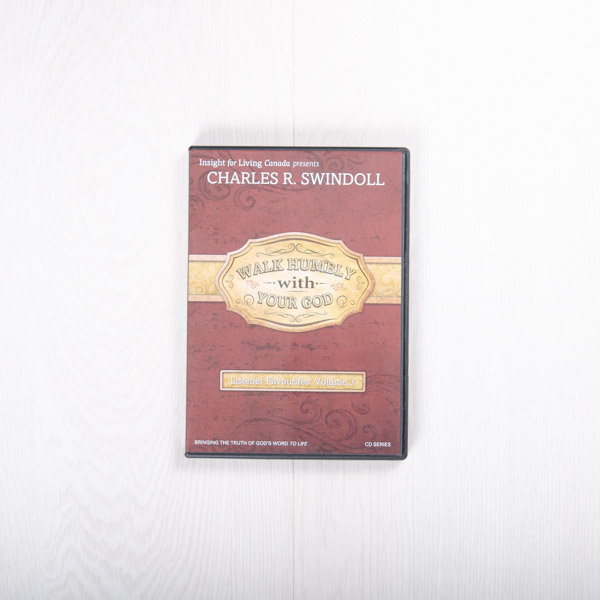 Insight for Living Canada presents
CHARLES R. SWINDOLL
WALK HUMBLY
with
YOUR GOD
Listener Favourites: Volume 3
BRINGING THE TRUTH OF GOD'S WORD TO LIFE
CD SERIES